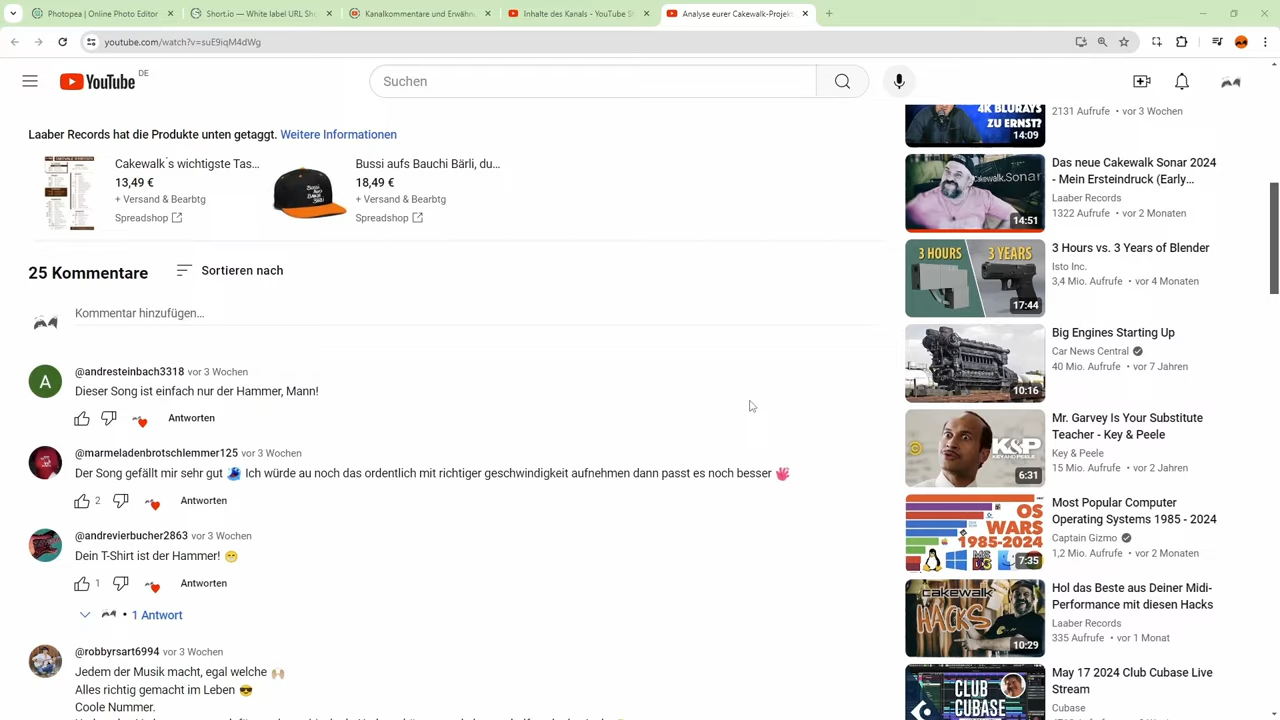 Photopea | Online Photo Editor
Short.io — White label URL Sh
Kanalkommentare und Erwähnu
Inhalte des Kanals - YouTube S
Analyse eurer Cakewalk-Projek
youtube.com/watch?v=suE9iqM4dWg
YouTube DE
Suchen
Laaber Records hat die Produkte unten getaggt. Weitere Informationen
Cakewalk´s wichtigste Tas...
13,49 €
+ Versand & Bearbtg
Spreadshop
Bussi aufs Bauchi Bärli, du...
18,49 €
+ Versand & Bearbtg
Spreadshop
25 Kommentare
Sortieren nach
Kommentar hinzufügen…
@andresteinbach3318 vor 3 Wochen
Dieser Song ist einfach nur der Hammer, Mann!
Antworten
@marmeladenbrotschlemmer125 vor 3 Wochen
Der Song gefällt mir sehr gut 🫂 Ich würde auf noch das ordentlich mit richtiger geschwindigkeit aufnehmen dann passt es noch besser 👋
2 Antworten
@andrevierbucher2863 vor 3 Wochen
Dein T-Shirt ist der Hammer! 😁
1 Antworten
1 Antwort
@robbyrsart6994 vor 3 Wochen
Jedem der Musik macht, egal welche 🙌
Alles richtig gemacht im Leben 😎
Coole Nummer.
4K BLURAYS
ZU ERNST?
14:09
2131 Aufrufe • vor 3 Wochen
Cakewalk. Sonar
14:51
Das neue Cakewalk Sonar 2024
- Mein Ersteindruck (Early...
Laaber Records
1322 Aufrufe • vor 2 Monaten
3 HOURS
3 YEARS
17:44
3 Hours vs. 3 Years of Blender
Isto Inc.
3,4 Mio. Aufrufe • vor 4 Monaten
10:16
Big Engines Starting Up
Car News Central
40 Mio. Aufrufe • vor 7 Jahren
K&P
KEY AND PEELE
6:31
Mr. Garvey Is Your Substitute
Teacher - Key & Peele
Key & Peele
15 Mio. Aufrufe • vor 2 Jahren
OS
WARS
1985-2024
7:35
Most Popular Computer
Operating Systems 1985 - 2024
Captain Gizmo
1,2 Mio. Aufrufe • vor 2 Monaten
cakewalk
HACKS
10:29
Hol das Beste aus Deiner Midi-
Performance mit diesen Hacks
Laaber Records
335 Aufrufe • vor 1 Monat
CLUB
CUBASE
May 17 2024 Club Cubase Live
Stream
Cubase